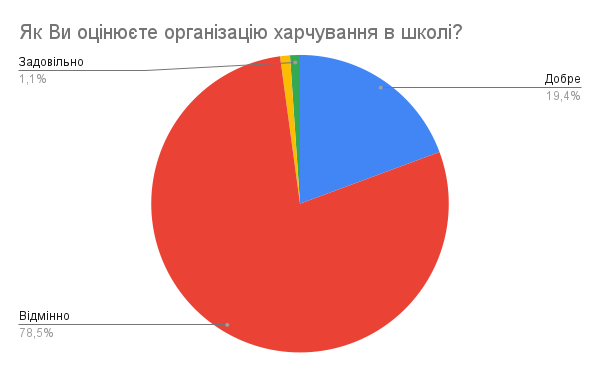 Як Ви оцінюєте організацію харчування в школі?
Задовільно
1,1%
Добре
19,4%
Відмінно
78,5%